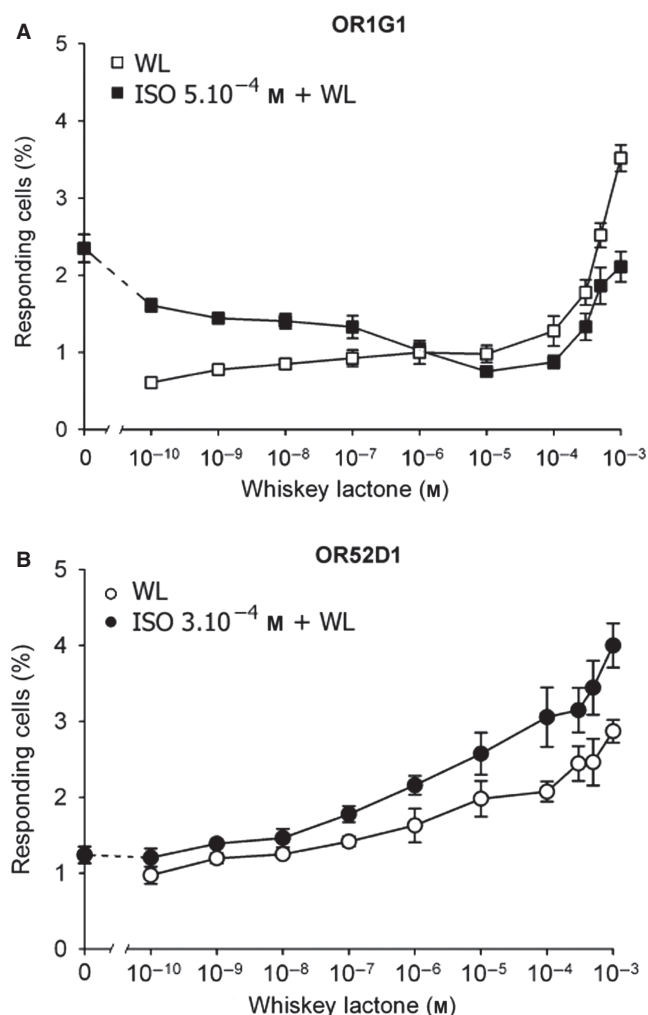 A
OR1G1
5
WL
ISO 5.10⁻⁴ M + WL
4
3
2
1
0
Responding cells (%)
0 10⁻¹⁰ 10⁻⁹ 10⁻⁸ 10⁻⁷ 10⁻⁶ 10⁻⁵ 10⁻⁴ 10⁻³
Whiskey lactone (M)
B
OR52D1
5
WL
ISO 3.10⁻⁴ M + WL
4
3
2
1
0
Responding cells (%)
0 10⁻¹⁰ 10⁻⁹ 10⁻⁸ 10⁻⁷ 10⁻⁶ 10⁻⁵ 10⁻⁴ 10⁻³
Whiskey lactone (M)